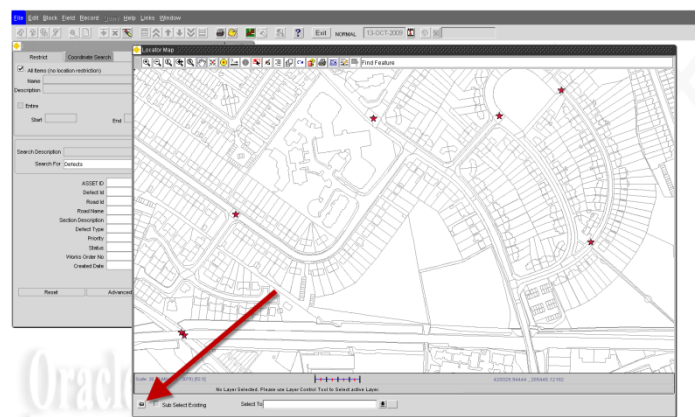 File Edit Block Field Record Query Help Links Window
Exit NORMAL 13-OCT-2009
Locator Map
Restrict Coordinate Search
Find Feature
All Items (no location restriction)
Name
Description
Entire
Start End
Search Description
Search For Defects
ASSET ID
Defect Id
Road Id
Road Name
Section Description
Defect Type
Priority
Status
Works Order No
Created Date
Reset Advanced
No Layer Selected. Please use Layer Control Tool to Select active Layer.
Sub Select Existing Select To
Oracle